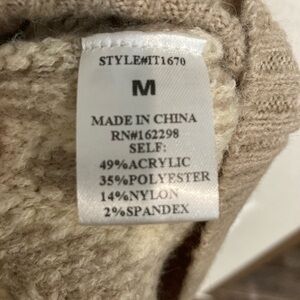 STYLE#IT1670
M
MADE IN CHINA
RN#162298
SELF:
49%ACRYLIC
35%POLYESTER
14%NYLON
2%SPANDEX